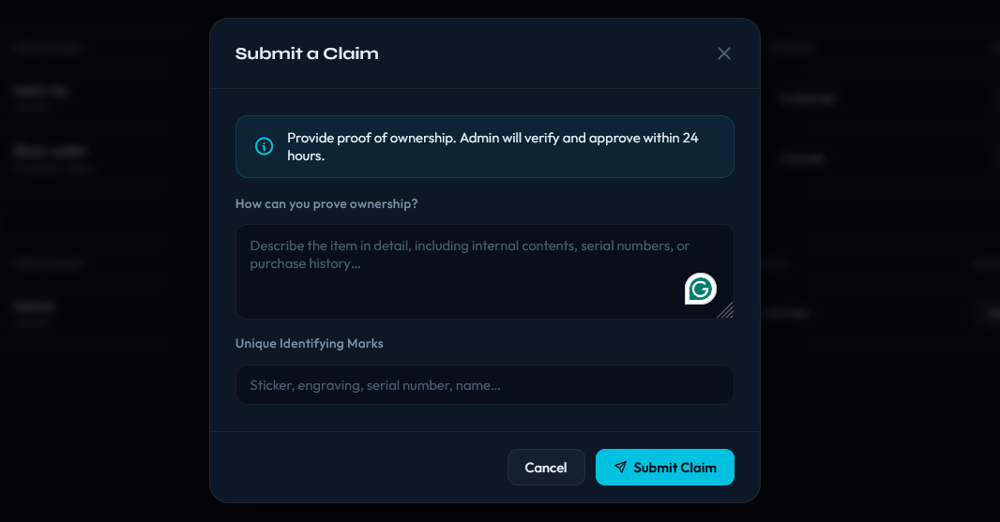 Submit a Claim
Provide proof of ownership. Admin will verify and approve within 24
hours.
How can you prove ownership?
Describe the item in detail, including internal contents, serial numbers, or
purchase history...
Unique Identifying Marks
Sticker, engraving, serial number, name...
Cancel
Submit Claim